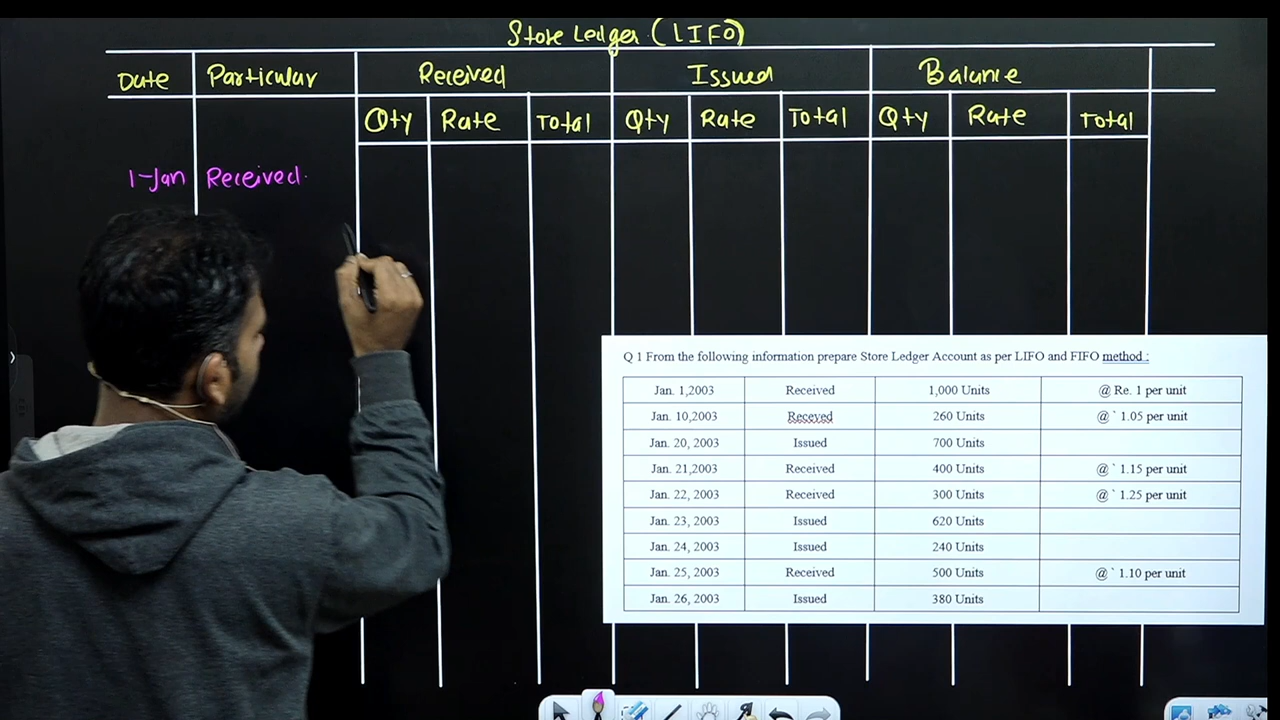 Store Ledger (LIFO)
Date Particular Received Issued Balance
Qty Rate Total Qty Rate Total Qty Rate Total
1-Jan Received.
Q 1 From the following information prepare Store Ledger Account as per LIFO and FIFO method :
Jan. 1,2003 Received 1,000 Units @ Re. 1 per unit
Jan. 10,2003 Receved 260 Units @ ` 1.05 per unit
Jan. 20, 2003 Issued 700 Units
Jan. 21,2003 Received 400 Units @ ` 1.15 per unit
Jan. 22, 2003 Received 300 Units @ ` 1.25 per unit
Jan. 23, 2003 Issued 620 Units
Jan. 24, 2003 Issued 240 Units
Jan. 25, 2003 Received 500 Units @ ` 1.10 per unit
Jan. 26, 2003 Issued 380 Units